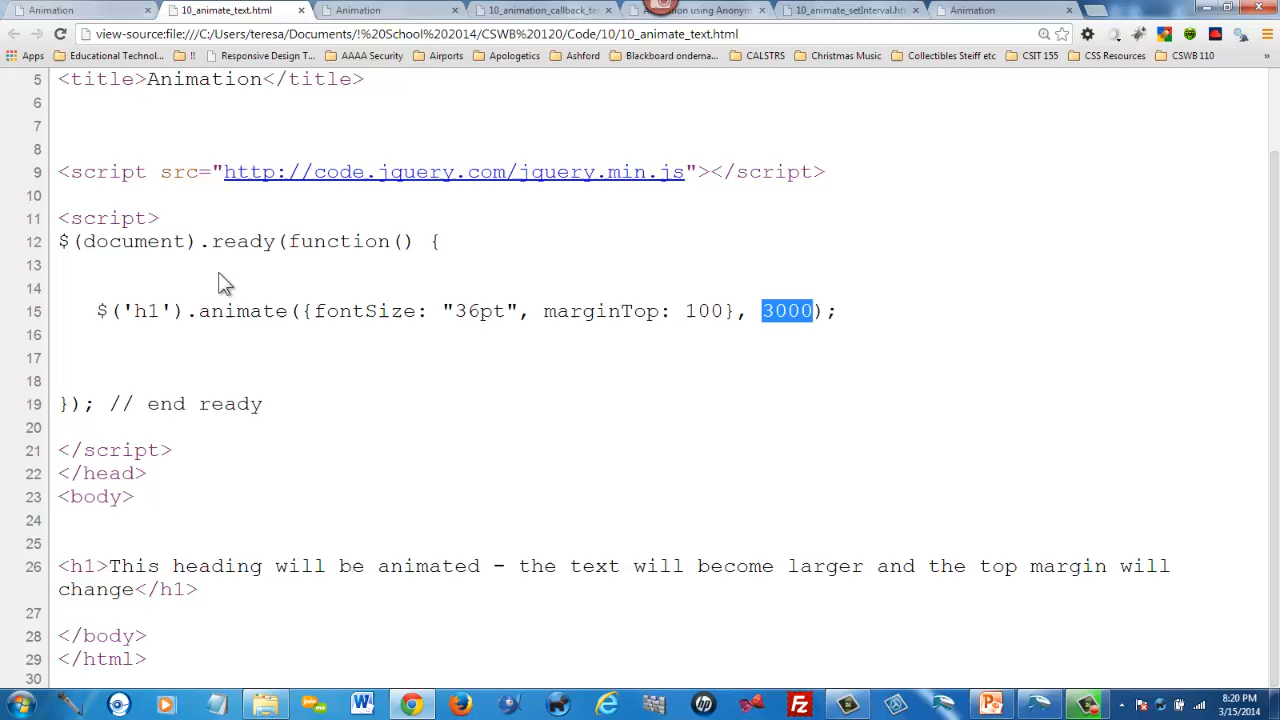 Animation
10_animate_text.html
Animation
10_animation_callback_te
using Anonym
10_animate_setInterval.ht
Animation
view-source:file:///C:/Users/teresa/Documents/!%20School%202014/CSWB%20120/Code/10/10_animate_text.html
Apps
Educational Technol...
!!
Responsive Design T...
AAAA Security
Airports
Apologetics
Ashford
Blackboard ondema...
CALSTRS
Christmas Music
Collectibles Steiff etc
CSIT 155
CSS Resources
CSWB 110
»
5 <title>Animation</title>
6
7
8
9 <script src="http://code.jquery.com/jquery.min.js"></script>
10
11 <script>
12 $(document).ready(function() {
13
14
15 $('h1').animate({fontSize: "36pt", marginTop: 100}, 3000);
16
17
18
19 }); // end ready
20
21 </script>
22 </head>
23 <body>
24
25
26 <h1>This heading will be animated - the text will become larger and the top margin will
change</h1>
27
28 </body>
29 </html>
30
8:20 PM
3/15/2014